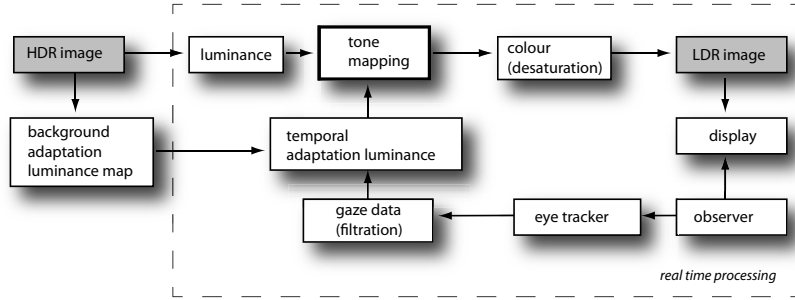 HDR image
luminance
tone
mapping
colour
(desaturation)
LDR image
background
adaptation
luminance map
temporal
adaptation luminance
display
gaze data
(filtration)
eye tracker
observer
real time processing